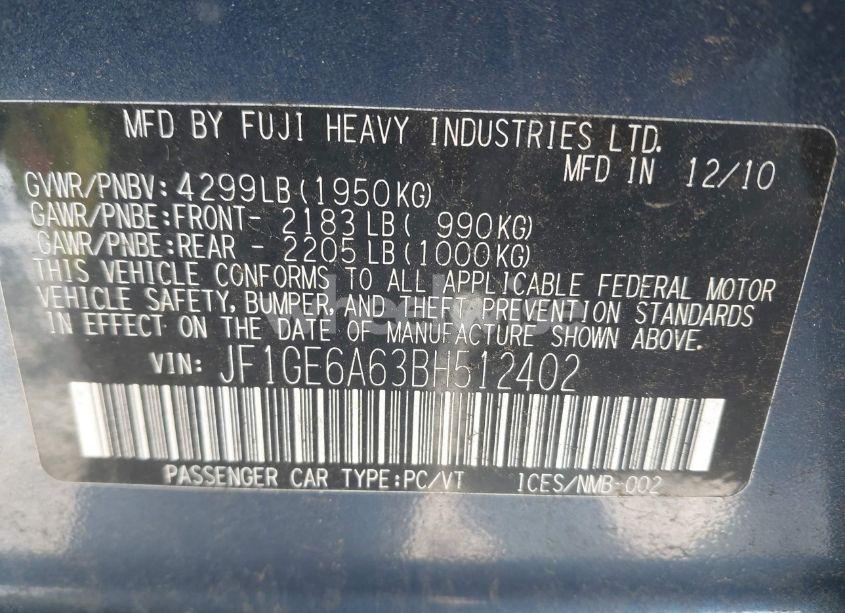 MFD BY FUJI HEAVY INDUSTRIES LTD.
MFD IN 12/10
GVWR/PNBV: 4299LB(1950KG)
GAWR/PNBE:FRONT- 2183LB( 990KG)
GAWR/PNBE:REAR - 2205LB(1000KG)
THIS VEHICLE CONFORMS TO ALL APPLICABLE FEDERAL MOTOR
VEHICLE SAFETY, BUMPER, AND THEFT PREVENTION STANDARDS
IN EFFECT ON THE DATE OF MANUFACTURE SHOWN ABOVE.
VIN: JF1GE6A63BH512402
PASSENGER CAR TYPE:PC/VT ICES/NMB-002